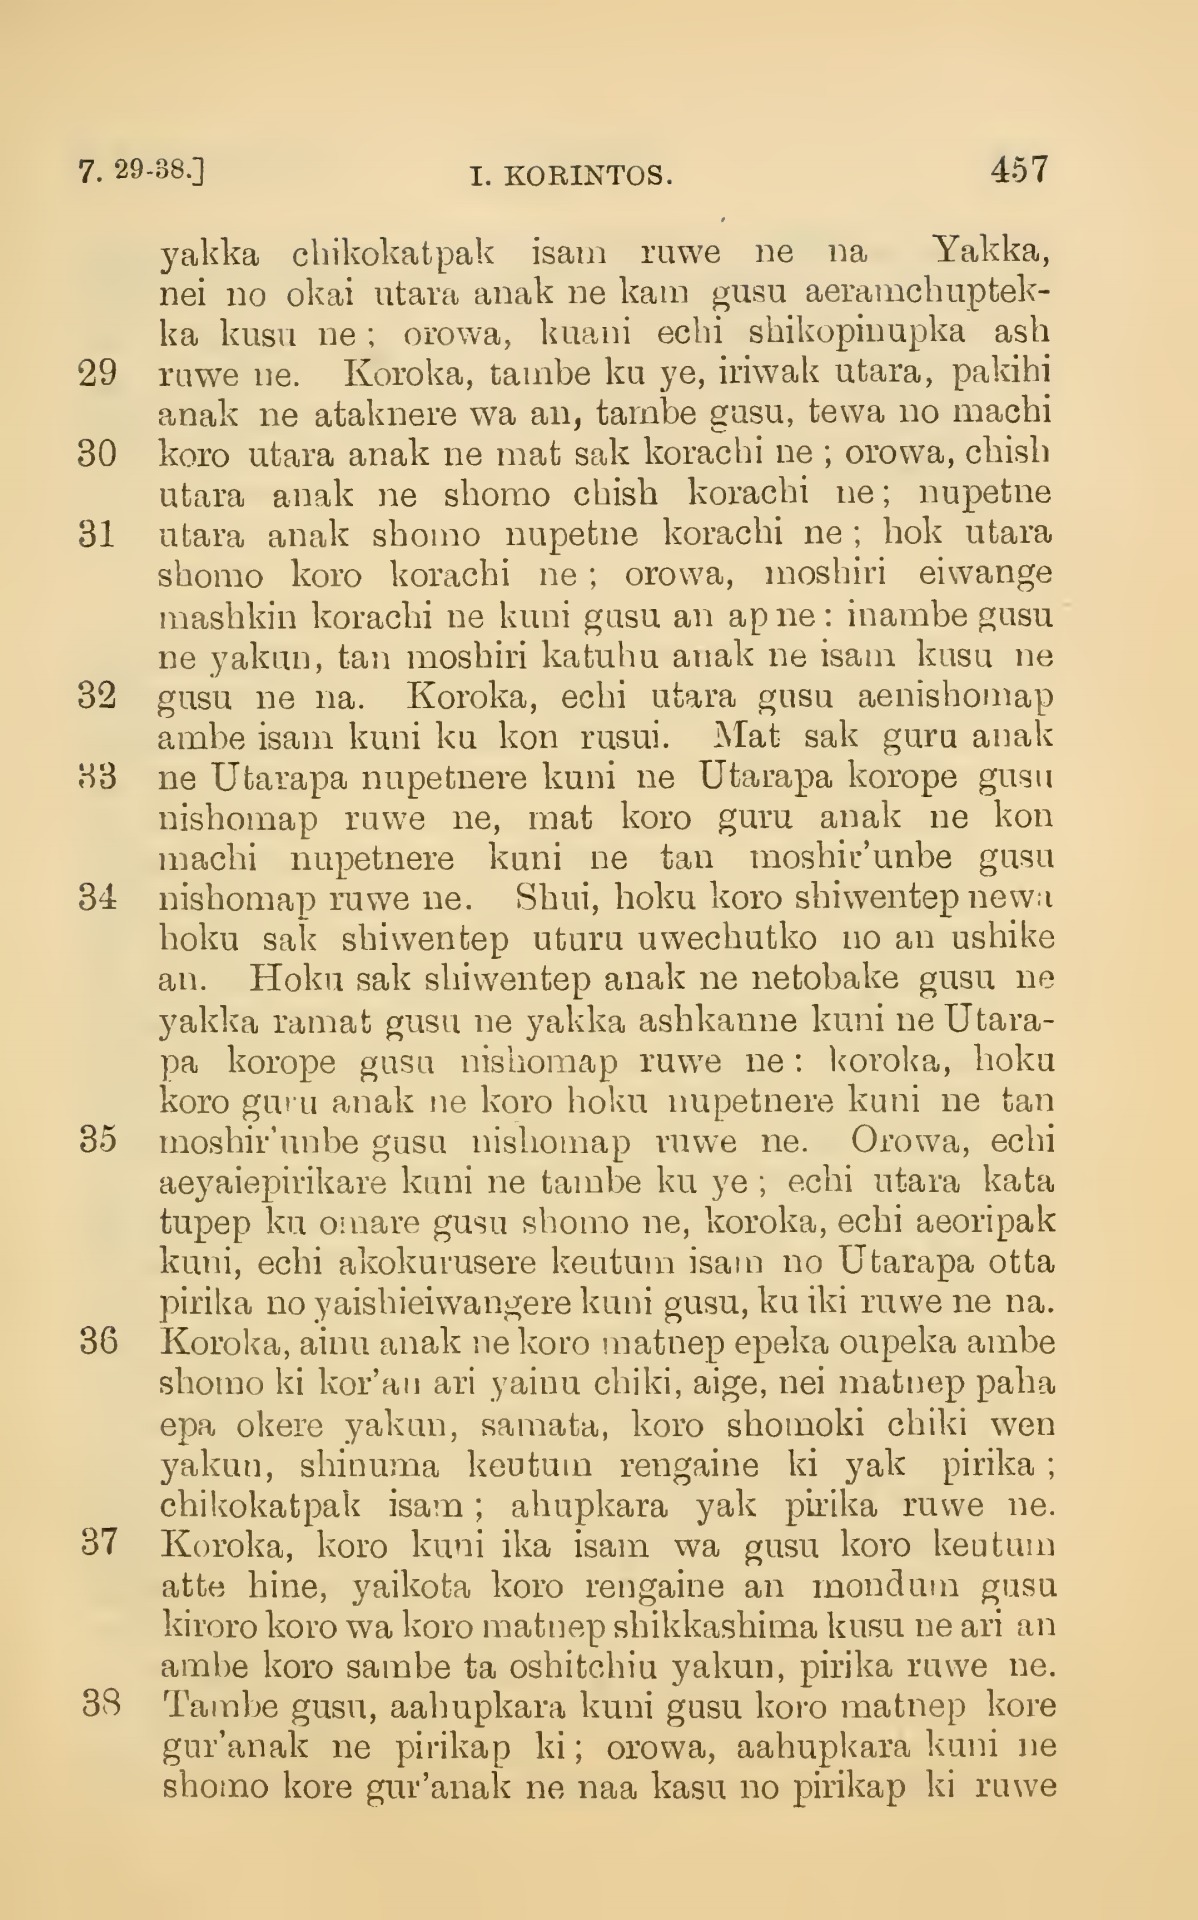 7. 29-38.] I. KORINTOS. 457
yakka chikokatpak isam ruwe ne na Yakka,
nei no okai utara anak ne kam gusu aeramchuptek-
ka kusu ne ; orowa, kuani echi shikopinupka ash
29 ruwe ne. Koroka, tambe ku ye, iriwak utara, pakihi
anak ne ataknere wa an, tambe gusu, tewa no machi
30 koro utara anak ne mat sak korachi ne ; orowa, chish
utara anak ne shomo chish korachi ne ; nupetne
31 utara anak shomo nupetne korachi ne ; hok utara
shomo koro korachi ne ; orowa, moshiri eiwange
mashkin korachi ne kuni gusu an ap ne : inambe gusu
ne yakun, tan moshiri katuhu anak ne isam kusu ne
32 gusu ne na. Koroka, echi utara gusu aenishomap
ambe isam kuni ku kon rusui. Mat sak guru anak
33 ne Utarapa nupetnere kuni ne Utarapa korope gusu
nishomap ruwe ne, mat koro guru anak ne kon
machi nupetnere kuni ne tan moshir'unbe gusu
34 nishomap ruwe ne. Shui, hoku koro shiwentep newa
hoku sak shiwentep uturu uwechutko no an ushike
an. Hoku sak shiwentep anak ne netobake gusu ne
yakka ramat gusu ne yakka ashkanne kuni ne Utara-
pa korope gusu nishomap ruwe ne : koroka, hoku
koro guru anak ne koro hoku nupetnere kuni ne tan
35 moshir'unbe gusu nishomap ruwe ne. Orowa, echi
aeyaiepirikare kuni ne tambe ku ye ; echi utara kata
tupep ku omare gusu shomo ne, koroka, echi aeoripak
kuni, echi akokurusere keutum isam no Utarapa otta
pirika no yaishieiwangere kuni gusu, ku iki ruwe ne na.
36 Koroka, ainu anak ne koro matnep epeka oupeka ambe
shomo ki kor'an ari yainu chiki, aige, nei matnep paha
epa okere yakun, samata, koro shomoki chiki wen
yakun, shinuma keutum rengaine ki yak pirika ;
chikokatpak isam ; ahupkara yak pirika ruwe ne.
37 Koroka, koro kuni ika isam wa gusu koro keutum
atte hine, yaikota koro rengaine an mondum gusu
kiroro koro wa koro matnep shikkashima kusu ne ari an
ambe koro sambe ta oshitchiu yakun, pirika ruwe ne.
38 Tambe gusu, aahupkara kuni gusu koro matnep kore
gur'anak ne pirikap ki ; orowa, aahupkara kuni ne
shomo kore gur'anak ne naa kasu no pirikap ki ruwe